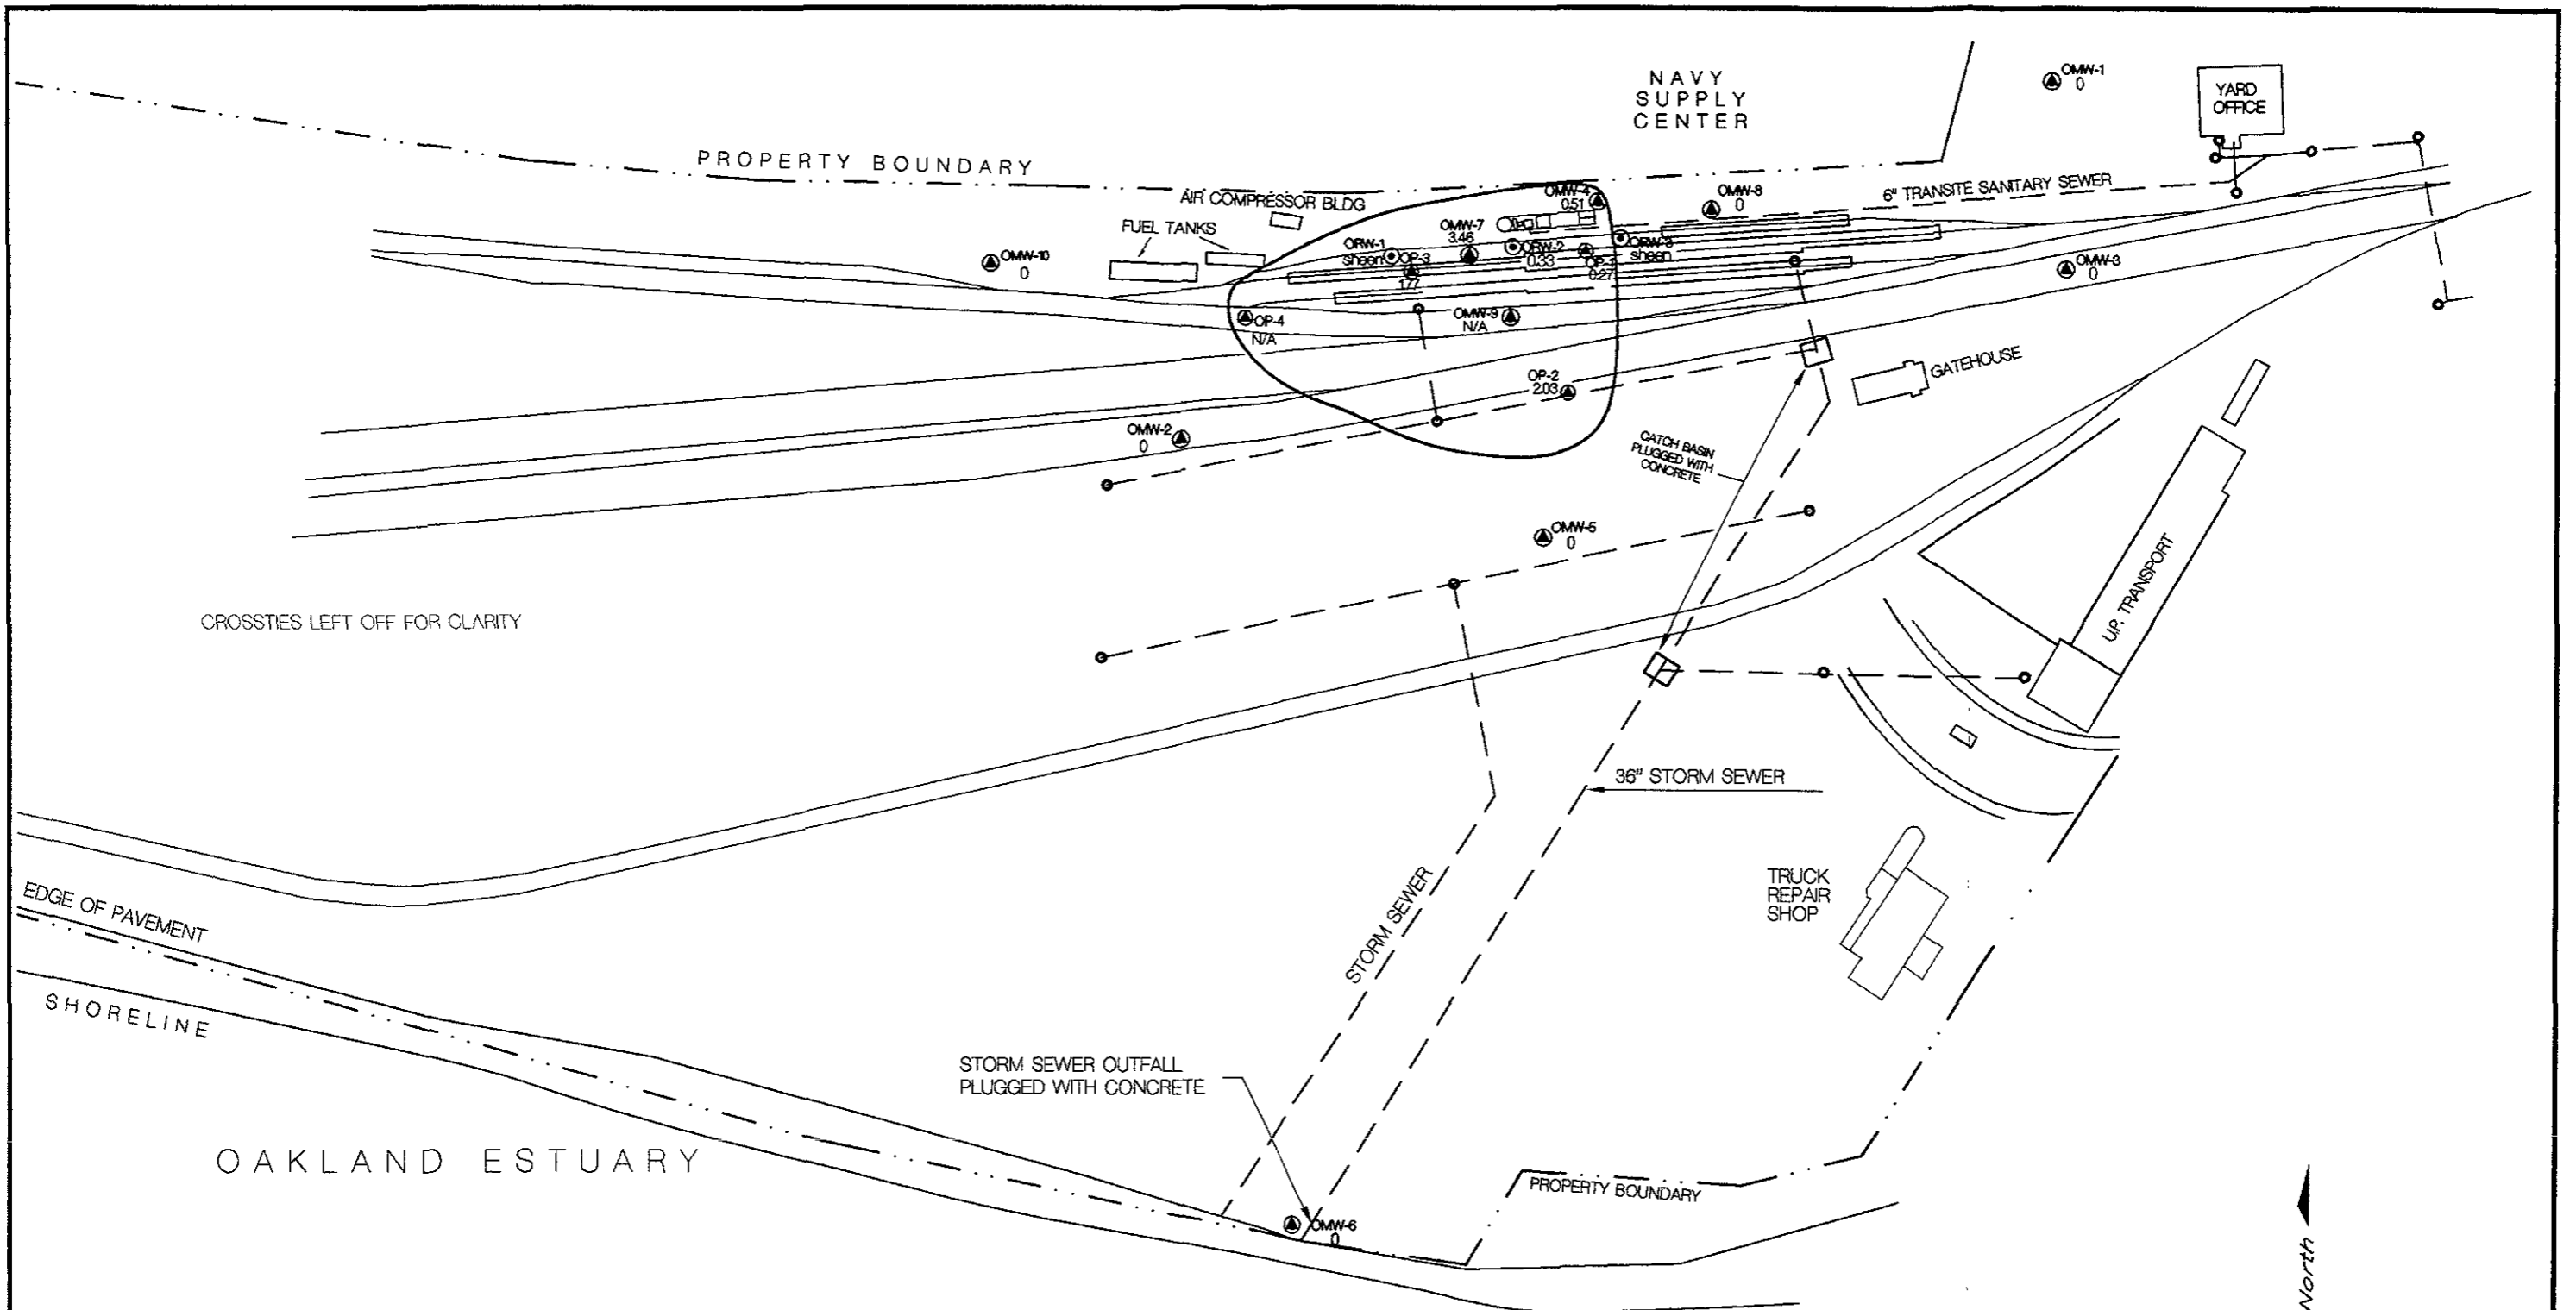 NAVY
SUPPLY
CENTER
OMW-1
0
YARD
OFFICE
PROPERTY BOUNDARY
AIR COMPRESSOR BLDG
OMW-4
0.51
OMW-8
0
6" TRANSITE SANITARY SEWER
FUEL TANKS
OMW-7
3.46
ORW-1
sheen
OP-3
1.77
ORW-2
0.33
OP-1
0.27
ORW-3
sheen
OMW-10
0
OMW-3
0
OP-4
N/A
OMW-9
N/A
GATEHOUSE
OP-2
2.03
OMW-2
0
CATCH BASIN
PLUGGED WITH
CONCRETE
OMW-5
0
U.P. TRANSPORT
CROSSTIES LEFT OFF FOR CLARITY
36" STORM SEWER
TRUCK
REPAIR
SHOP
STORM SEWER
EDGE OF PAVEMENT
SHORELINE
STORM SEWER OUTFALL
PLUGGED WITH CONCRETE
OAKLAND ESTUARY
PROPERTY BOUNDARY
OMW-6
0
North